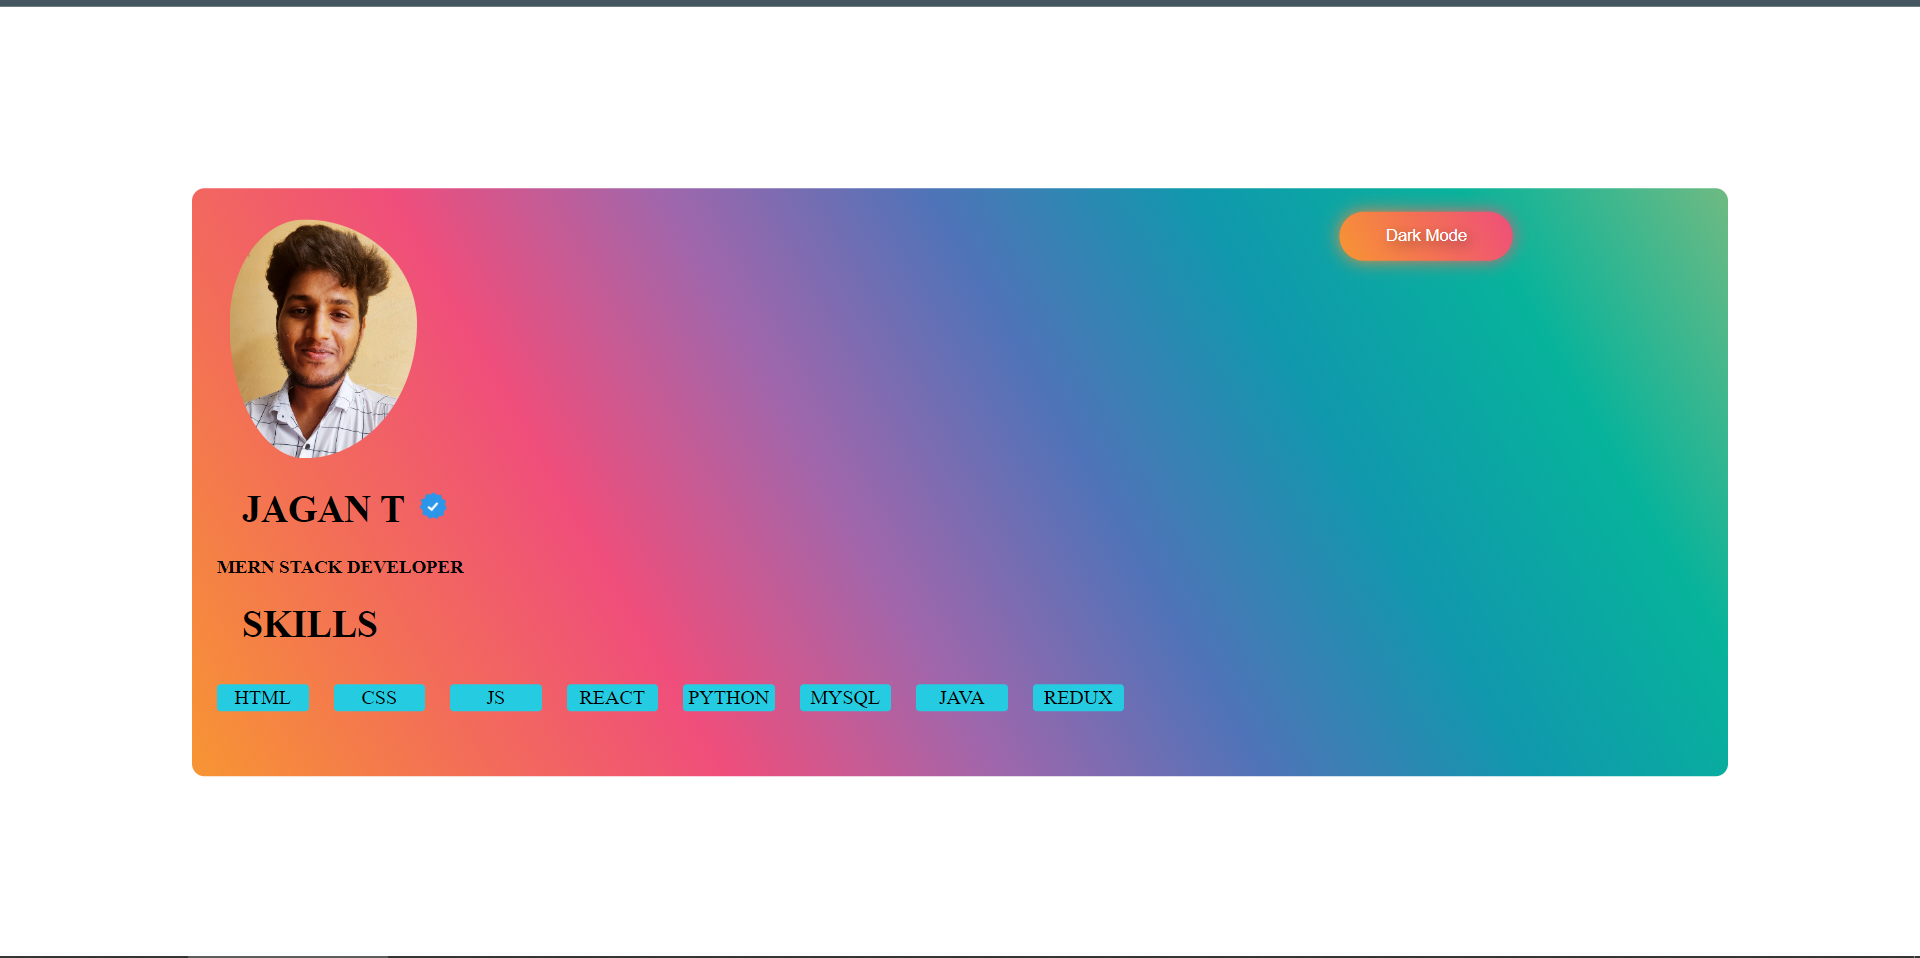 Dark Mode
JAGAN T
MERN STACK DEVELOPER
SKILLS
HTML CSS JS REACT PYTHON MYSQL JAVA REDUX